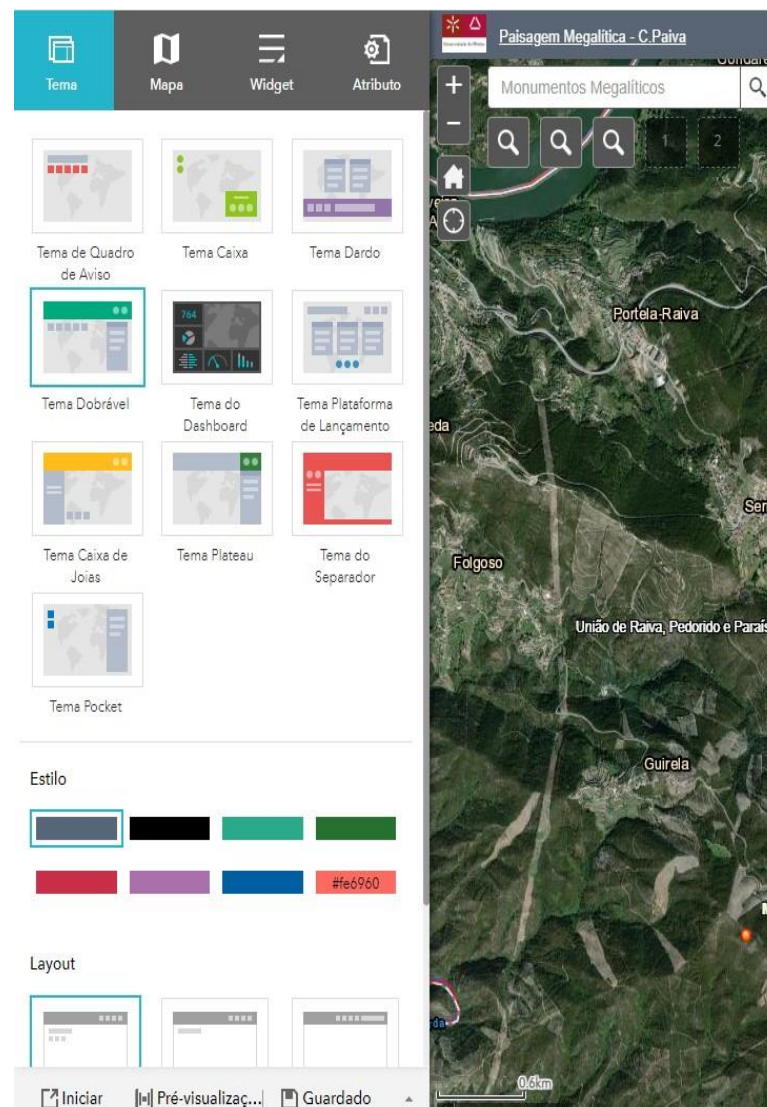 Tema
Mapa
Widget
Atributo
Tema de Quadro
de Aviso
Tema Caixa
Tema Dardo
764
Tema Dobrável
Tema do
Dashboard
Tema Plataforma
de Lançamento
Tema Caixa de
Joias
Tema Plateau
Tema do
Separador
Tema Pocket
Estilo
#fe6960
Layout
Iniciar
Pré-visualizaç...
Guardado
Paisagem Megalítica - C.Paiva
+
Monumentos Megalíticos
−
1
2
Portela-Raiva
eda
Ser
Folgoso
União de Raiva, Pedorido e Paraís
Guirela
0.6km